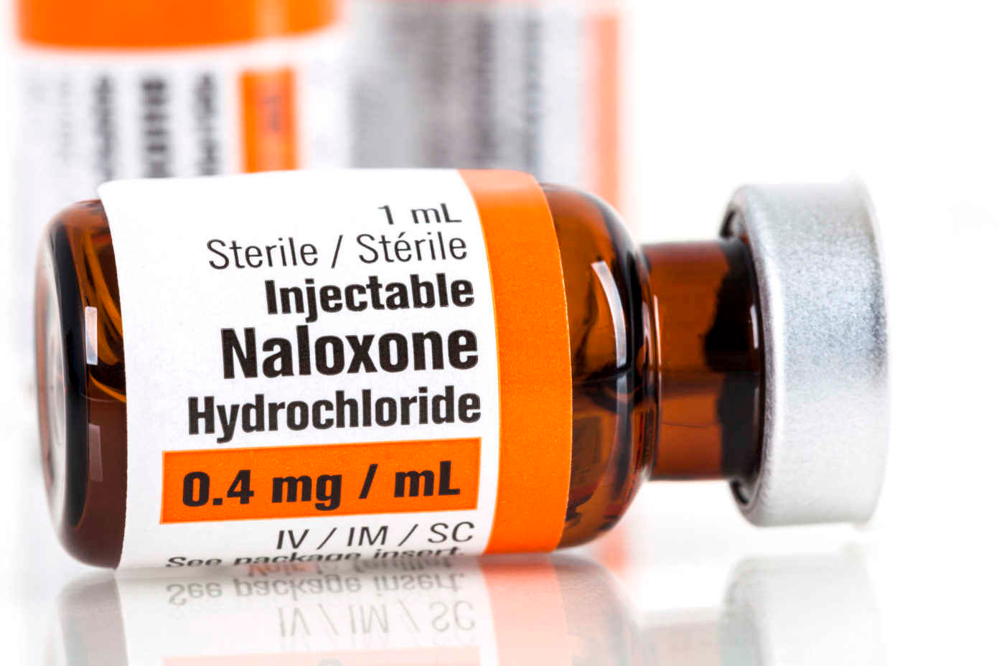 1 mL
Sterile / Stérile
Injectable
Naloxone
Hydrochloride
0.4 mg / mL
IV / IM / SC
See package insert.